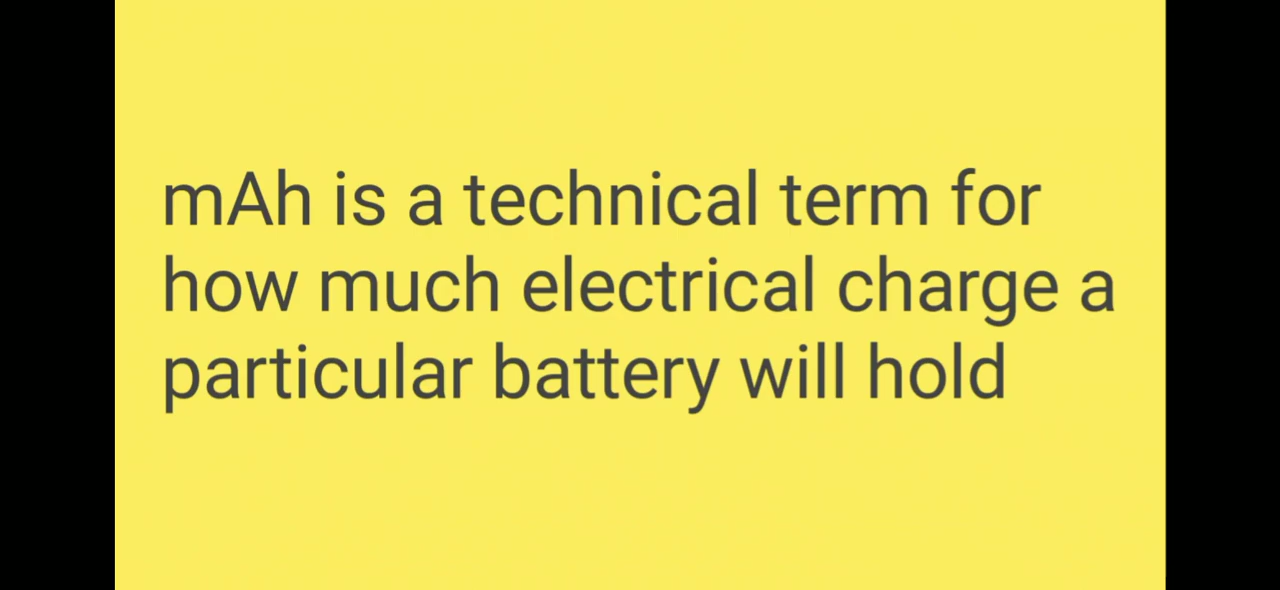 mAh is a technical term for
how much electrical charge a
particular battery will hold